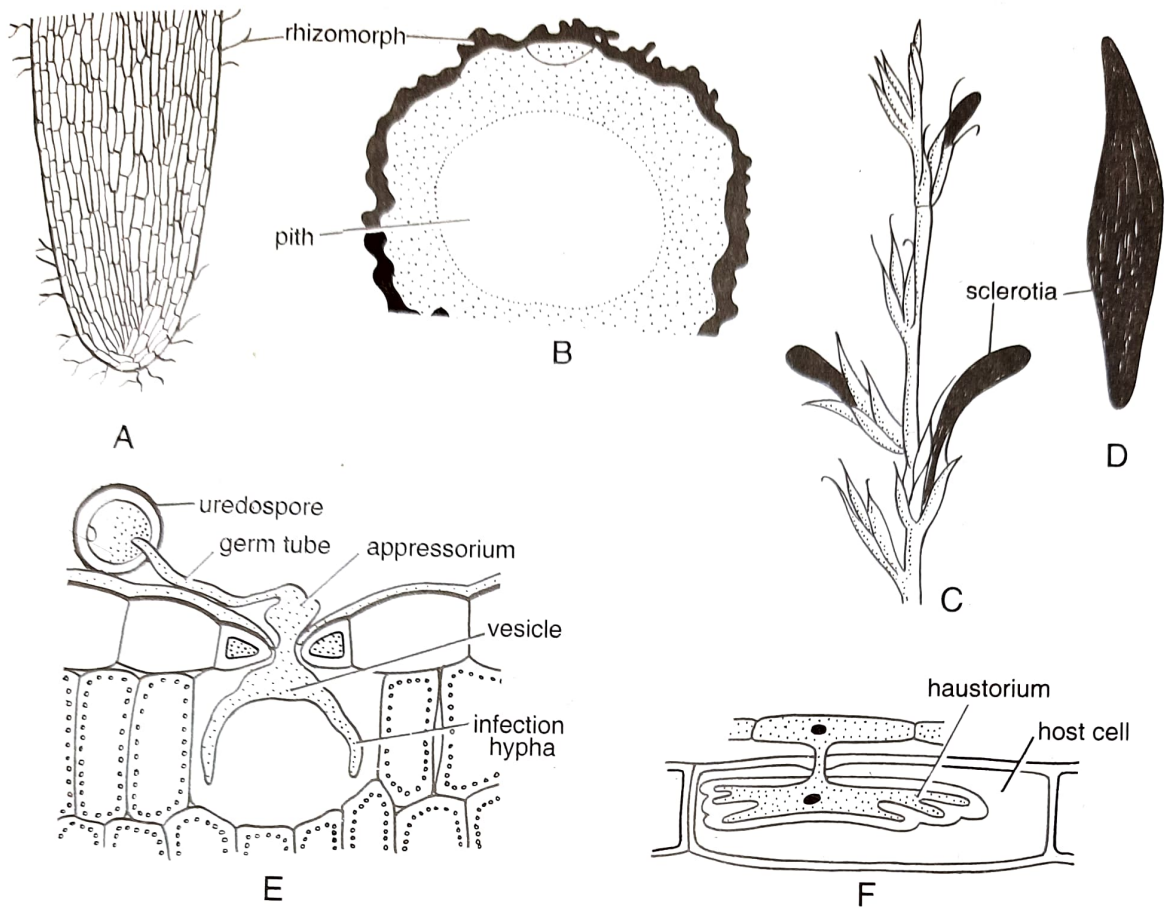 rhizomorph
pith
B
A
sclerotia
D
C
uredospore
germ tube
appressorium
vesicle
infection
hypha
E
haustorium
host cell
F